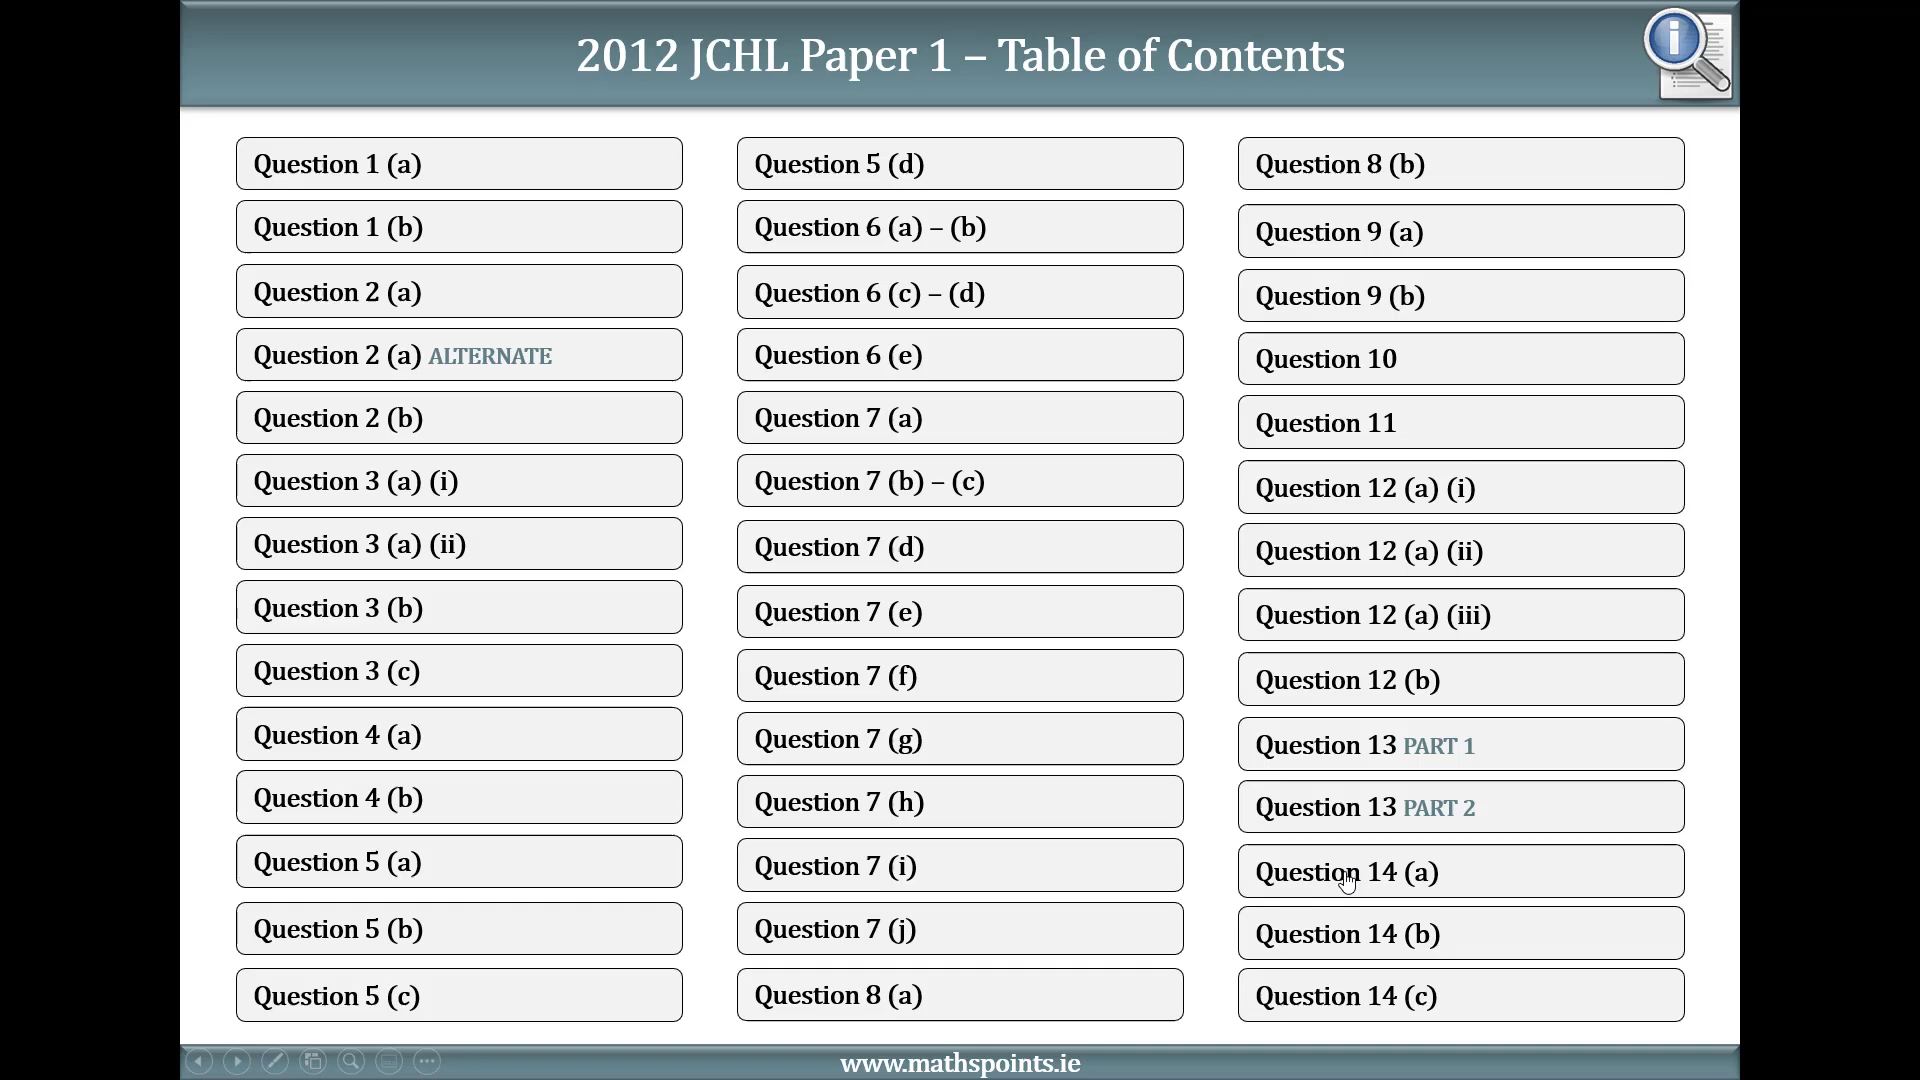 2012 JCHL Paper 1 – Table of Contents
Question 1 (a)
Question 1 (b)
Question 2 (a)
Question 2 (a) ALTERNATE
Question 2 (b)
Question 3 (a) (i)
Question 3 (a) (ii)
Question 3 (b)
Question 3 (c)
Question 4 (a)
Question 4 (b)
Question 5 (a)
Question 5 (b)
Question 5 (c)
Question 5 (d)
Question 6 (a) – (b)
Question 6 (c) – (d)
Question 6 (e)
Question 7 (a)
Question 7 (b) – (c)
Question 7 (d)
Question 7 (e)
Question 7 (f)
Question 7 (g)
Question 7 (h)
Question 7 (i)
Question 7 (j)
Question 8 (a)
Question 8 (b)
Question 9 (a)
Question 9 (b)
Question 10
Question 11
Question 12 (a) (i)
Question 12 (a) (ii)
Question 12 (a) (iii)
Question 12 (b)
Question 13 PART 1
Question 13 PART 2
Question 14 (a)
Question 14 (b)
Question 14 (c)
www.mathspoints.ie